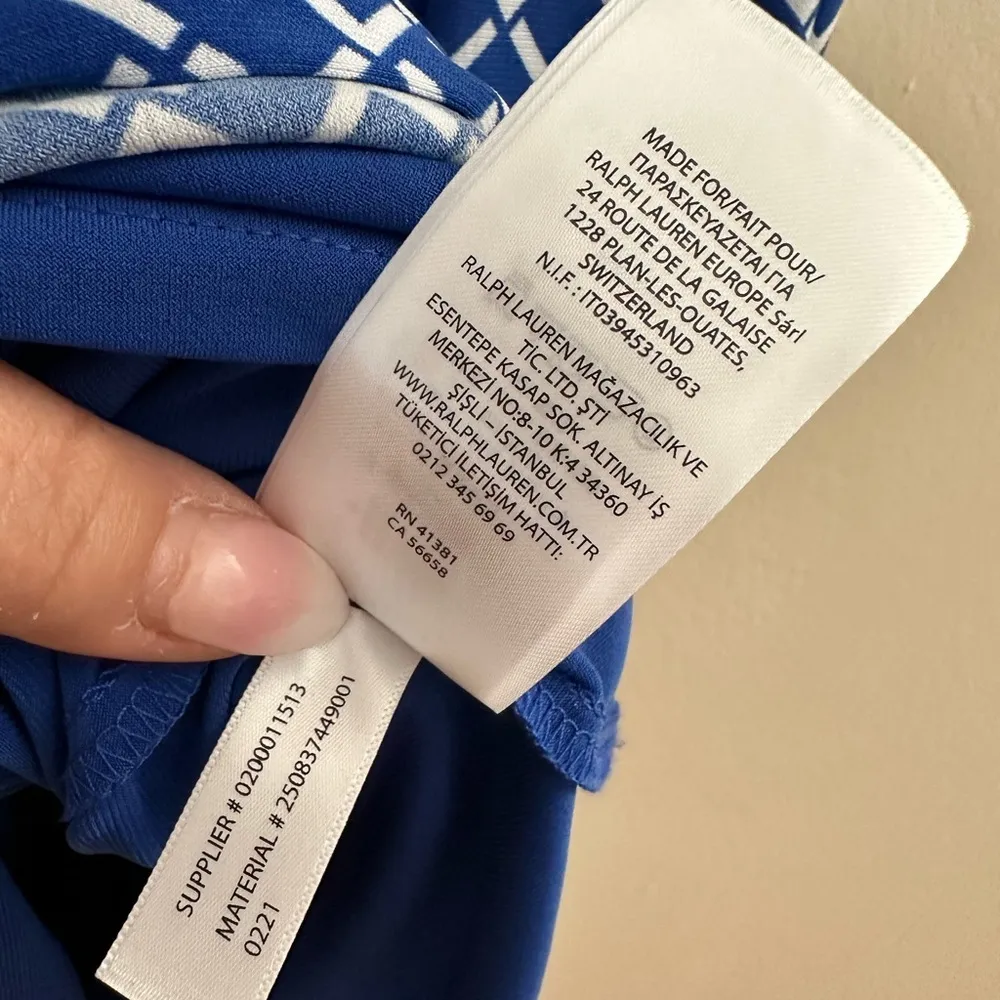 MADE FOR/FAIT POUR/
ΠΑΡΑΣΚΕΥΑΖΕΤΑΙ ΓΙΑ
RALPH LAUREN EUROPE Sárl
24 ROUTE DE LA GALAISE
1228 PLAN-LES-OUATES,
SWITZERLAND
N.I.F.: IT03945310963
RALPH LAUREN MAĞAZACILIK VE
TİC. LTD. ŞTİ
ESENTEPE KASAP SOK. ALTINAY İŞ
MERKEZİ NO:8-10 K:4 34360
ŞİŞLİ – İSTANBUL
WWW.RALPHLAUREN.COM.TR
TÜKETİCİ İLETİŞİM HATTI:
0212 345 69 69
RN 41381
CA 56658
SUPPLIER # 0200011513
MATERIAL # 250837449001
0221